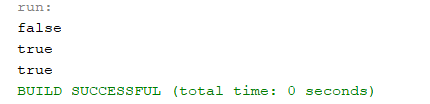 run:
false
true
true
BUILD SUCCESSFUL (total time: 0 seconds)